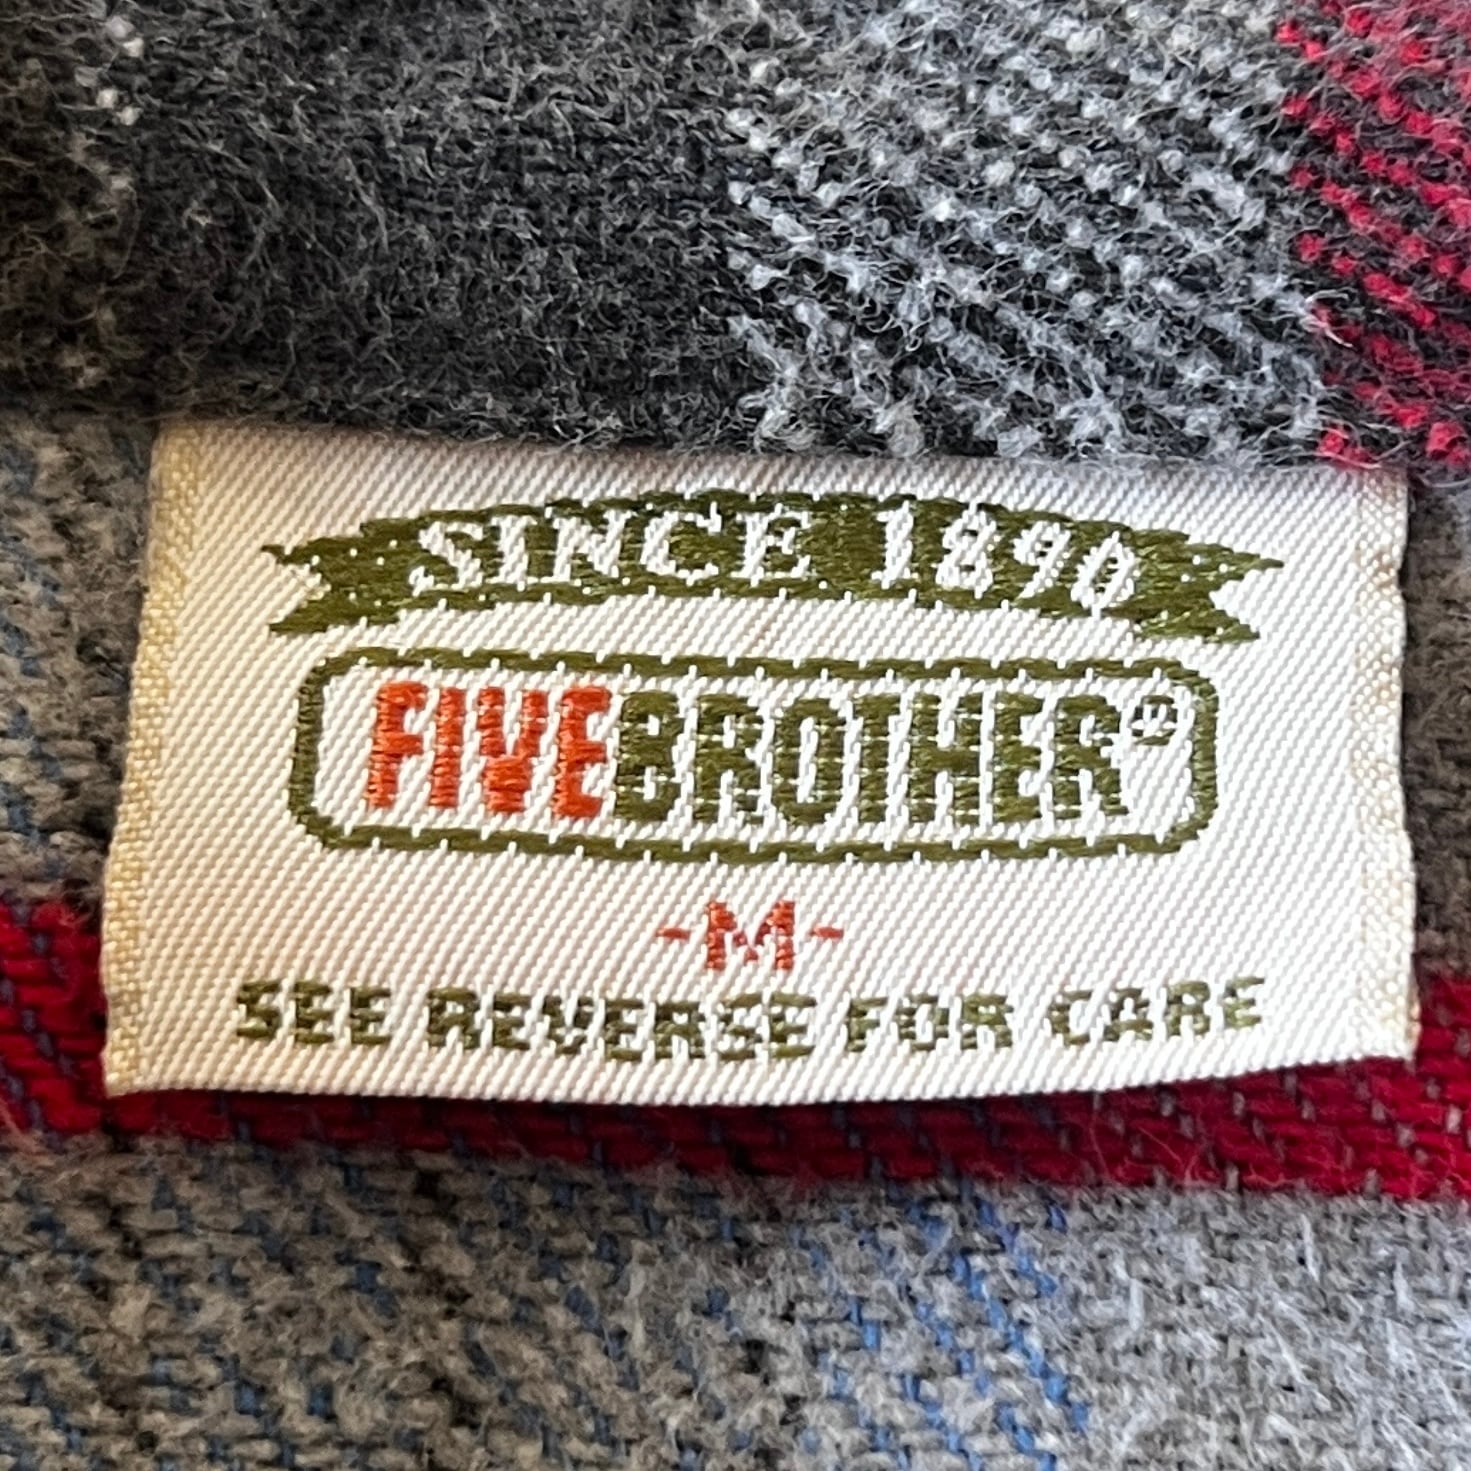 SINCE 1890
FIVEBROTHER®
-M-
SEE REVERSE FOR CARE